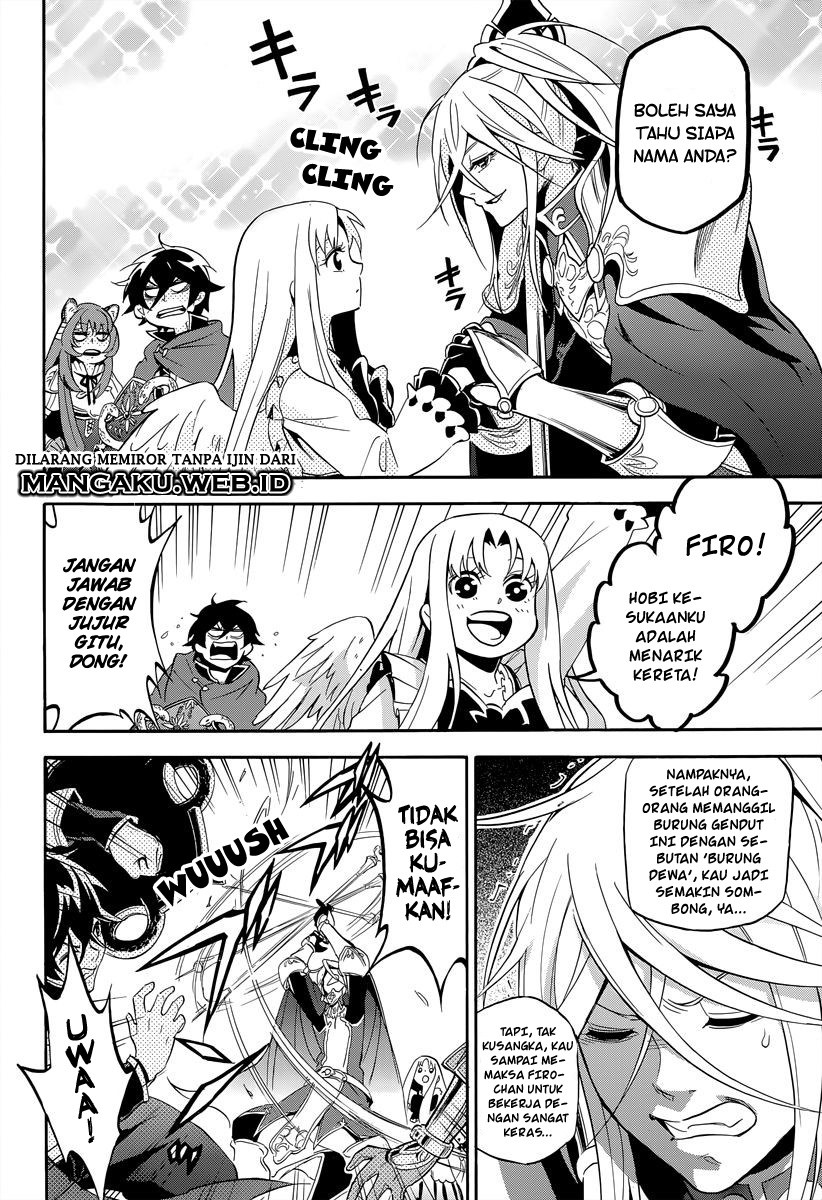 BOLEH SAYA
TAHU SIAPA
NAMA ANDA?
キラ
キラ
キラ
キラ
CLING
CLING
DILARANG MEMIROR TANPA IJIN DARI
MANGAKU.WEB.ID
FIRO!
HOBI KE-
SUKAANKU
ADALAH
MENARIK
KERETA!
JANGAN
JAWAB
DENGAN
JUJUR
GITU,
DONG!
NAMPAKNYA,
SETELAH ORANG-
ORANG MEMANGGIL
BURUNG GENDUT
INI DENGAN SE-
BUTAN 'BURUNG
DEWA', KAU JADI
SEMAKIN SOM-
BONG, YA...
TAPI, TAK
KUSANGKA, KAU
SAMPAI ME-
MAKSA FIRO-
CHAN UNTUK
BEKERJA DE-
NGAN SANGAT
KERAS...
TIDAK
BISA
KU-
MAAF-
KAN!
WUUUSH
UWAA!